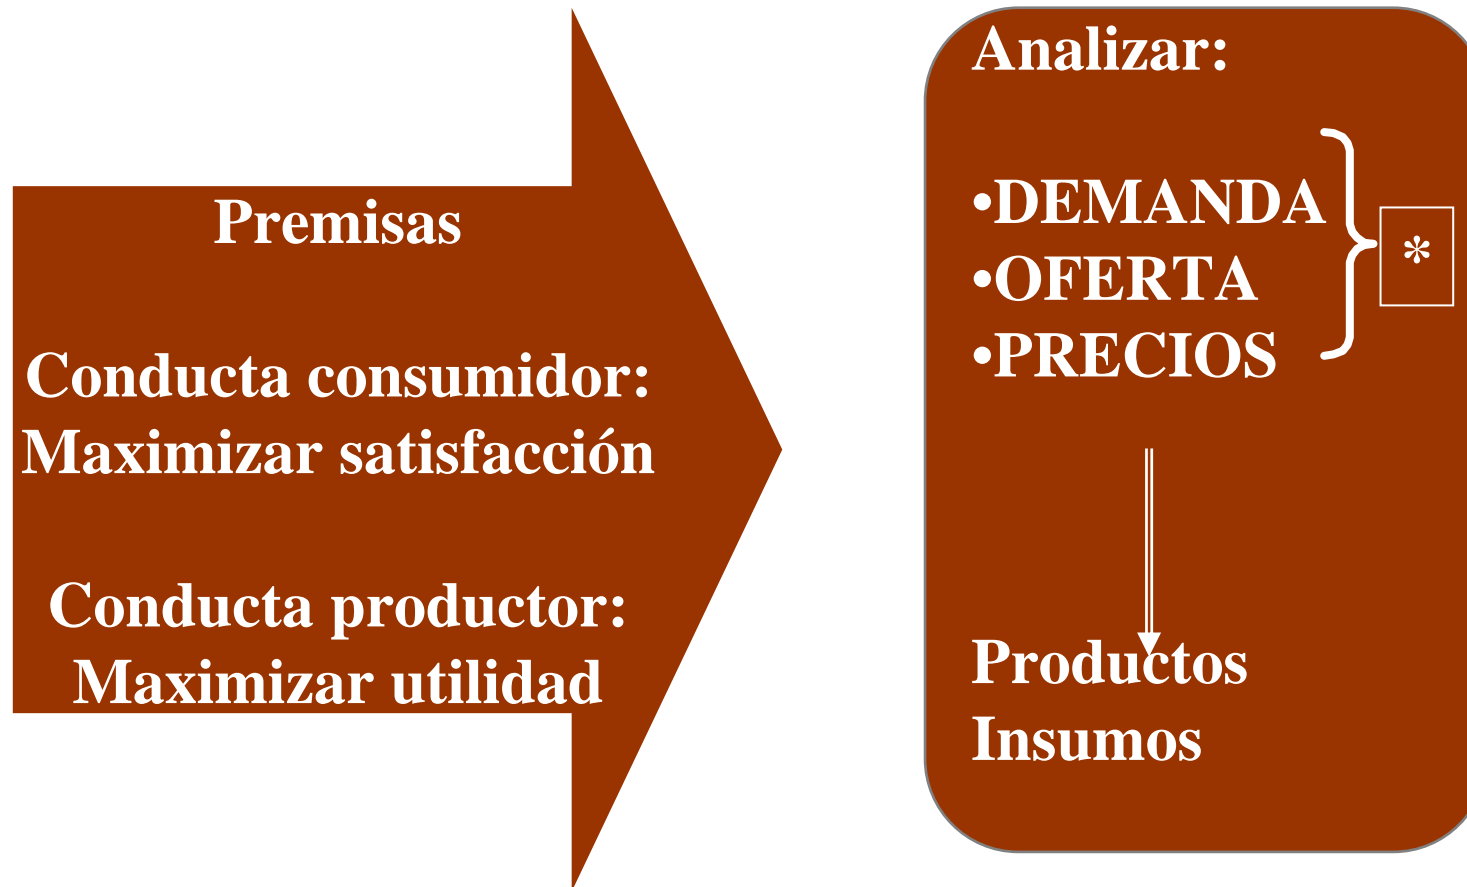 Premisas
Conducta consumidor:
Maximizar satisfacción
Conducta productor:
Maximizar utilidad
Analizar:
•DEMANDA
•OFERTA
•PRECIOS
*
Productos
Insumos